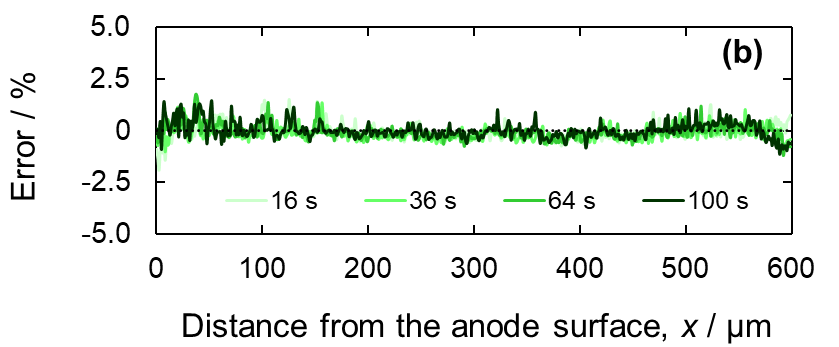 5.0
(b)
2.5
0
-2.5
-5.0
Error / %
16 s 36 s 64 s 100 s
0 100 200 300 400 500 600
Distance from the anode surface, x / μm